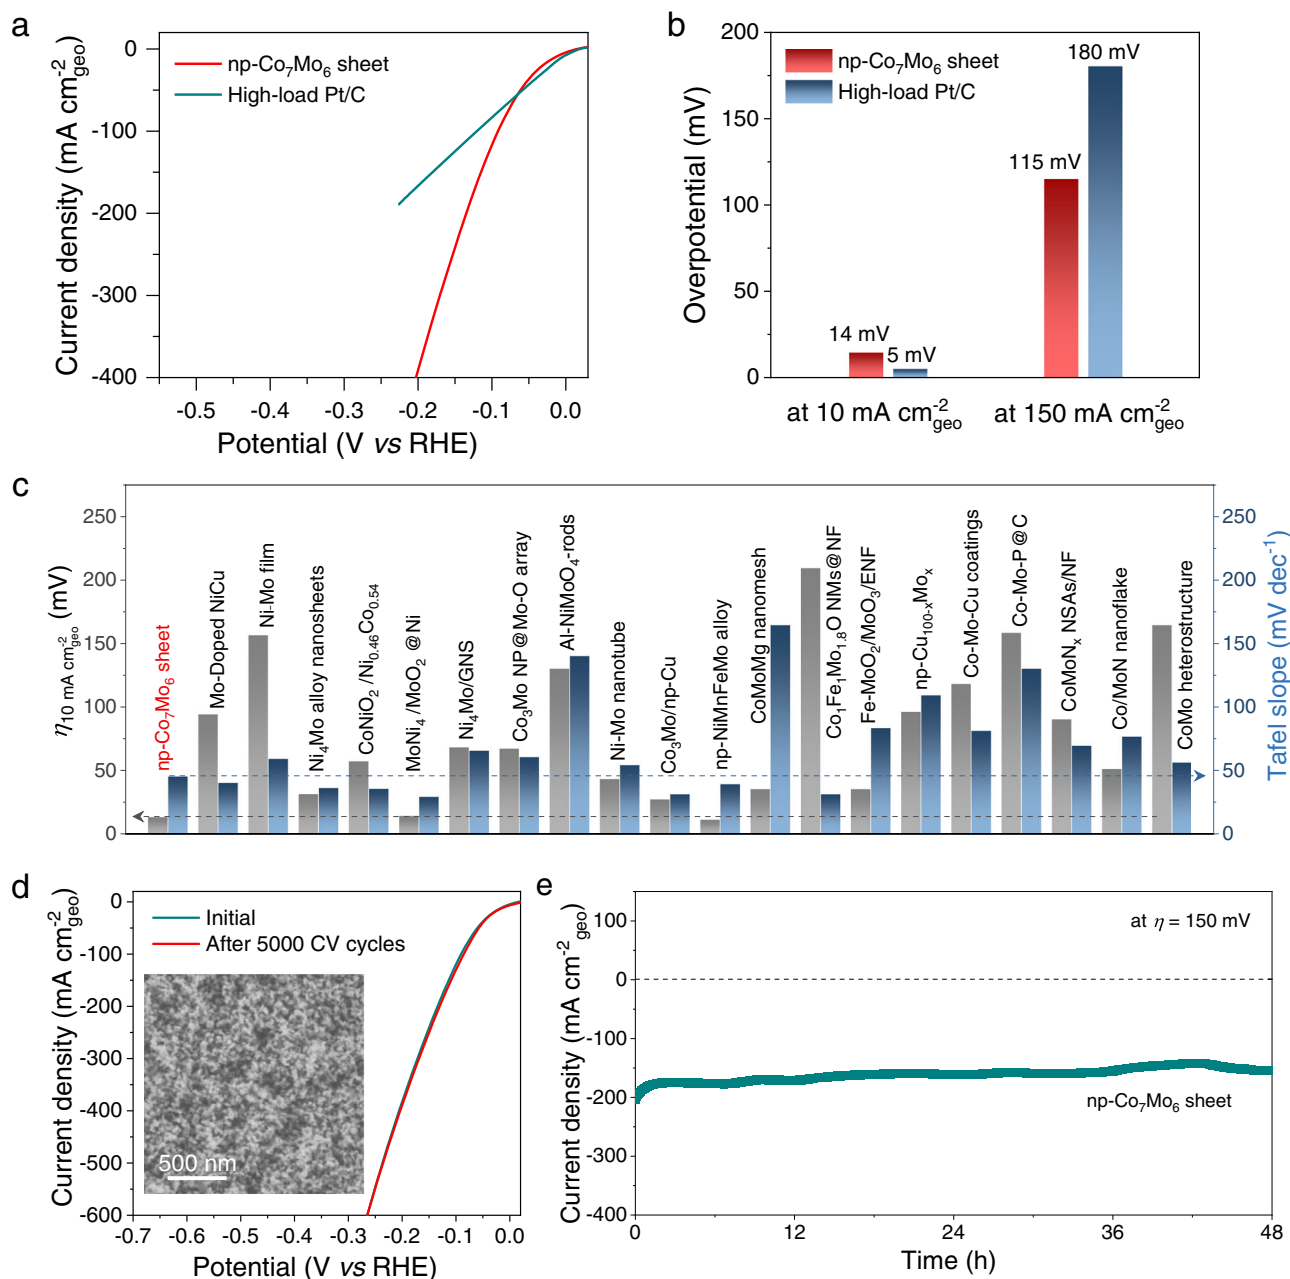 a
0
-100
-200
-300
-400
Current density (mA cm⁻²geo)
np-Co₇Mo₆ sheet
High-load Pt/C
-0.5
-0.4
-0.3
-0.2
-0.1
0.0
Potential (V vs RHE)
b
200
150
100
50
0
Overpotential (mV)
np-Co₇Mo₆ sheet
High-load Pt/C
14 mV
5 mV
115 mV
180 mV
at 10 mA cm⁻²geo
at 150 mA cm⁻²geo
c
250
200
150
100
50
0
η10 mA cm⁻²geo (mV)
np-Co₇Mo₆ sheet
Mo-Doped NiCu
Ni-Mo film
Ni₄Mo alloy nanosheets
CoNiO₂ /Ni₀.₄₆Co₀.₅₄
MoNi₄ /MoO₂ @Ni
Ni₄Mo/GNS
Co₃Mo NP@Mo-O array
Al-NiMoO₄-rods
Ni-Mo nanotube
Co₃Mo/np-Cu
np-NiMnFeMo alloy
CoMoMg nanomesh
Co₁Fe₁Mo₁.₈O NMs@NF
Fe-MoO₂/MoO₃/ENF
np-Cu₁₀₀₋ₓMoₓ
Co-Mo-Cu coatings
Co-Mo-P@C
CoMoNₓ NSAs/NF
Co/MoN nanoflake
CoMo heterostructure
250
200
150
100
50
0
Tafel slope (mV dec⁻¹)
d
0
-100
-200
-300
-400
-500
-600
Current density (mA cm⁻²geo)
Initial
After 5000 CV cycles
500 nm
-0.7
-0.6
-0.5
-0.4
-0.3
-0.2
-0.1
0.0
Potential (V vs RHE)
e
100
0
-100
-200
-300
-400
Current density (mA cm⁻²geo)
at η = 150 mV
np-Co₇Mo₆ sheet
0
12
24
36
48
Time (h)